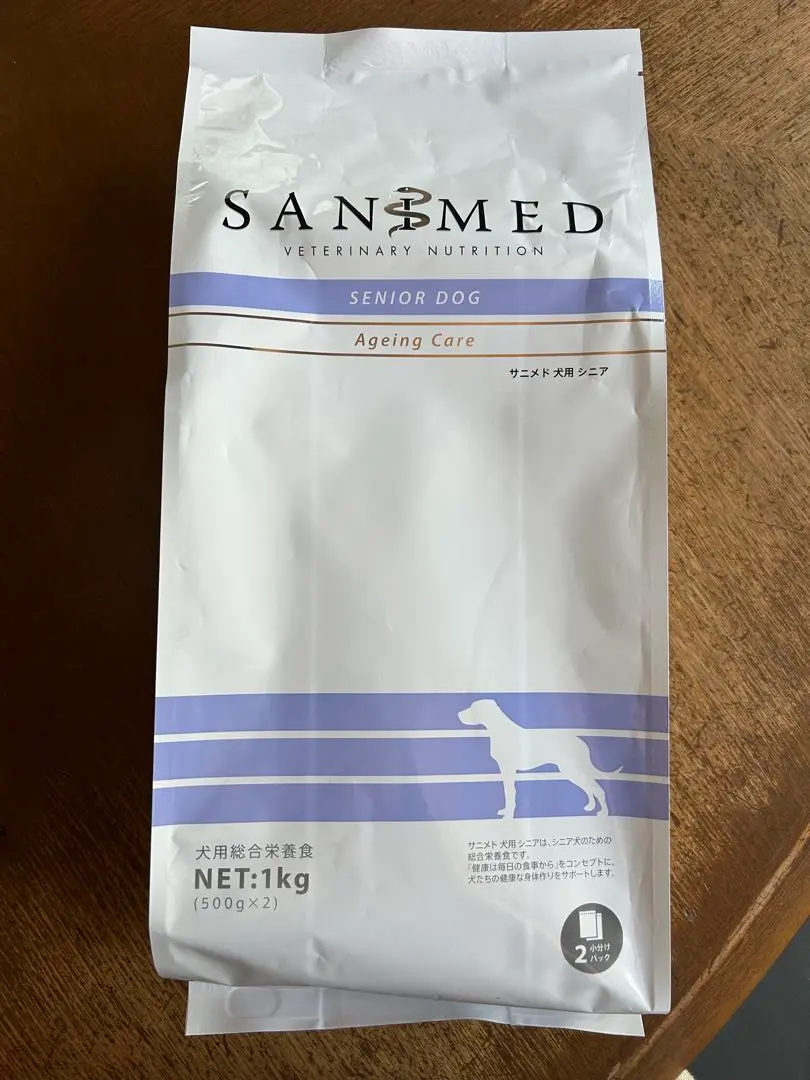 SANIMED
VETERINARY NUTRITION
SENIOR DOG
Ageing Care
サニメド 犬用 シニア
犬用総合栄養食
NET:1kg
(500g×2)
サニメド 犬用 シニアは、シニア犬のための
総合栄養食です。
「健康は毎日の食事から」をコンセプトに、
犬たちの健康な身体作りをサポートします。
2 小分け
パック